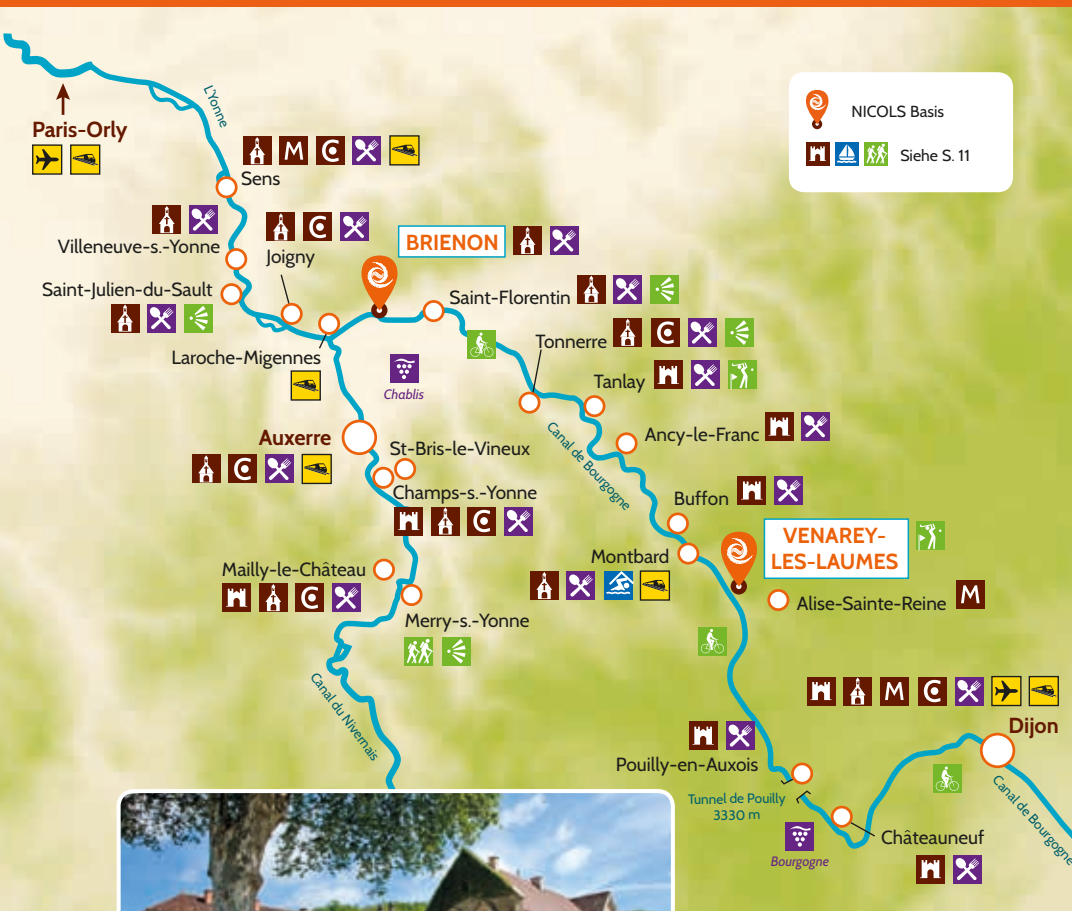 L'Yonne
Paris-Orly
NICOLS Basis
Siehe S. 11
M
Sens
Villeneuve-s.-Yonne
Joigny
BRIENON
Saint-Julien-du-Sault
Saint-Florentin
Laroche-Migennes
Tonnerre
Chablis
Tanlay
Auxerre
St-Bris-le-Vineux
Ancy-le-Franc
Canal de Bourgogne
Champs-s.-Yonne
Buffon
VENAREY-
LES-LAUMES
Montbard
Mailly-le-Château
Alise-Sainte-Reine
M
Merry-s.-Yonne
Canal du Nivernais
M
Dijon
Pouilly-en-Auxois
Tunnel de Pouilly
3330 m
Canal de Bourgogne
Bourgogne
Châteauneuf